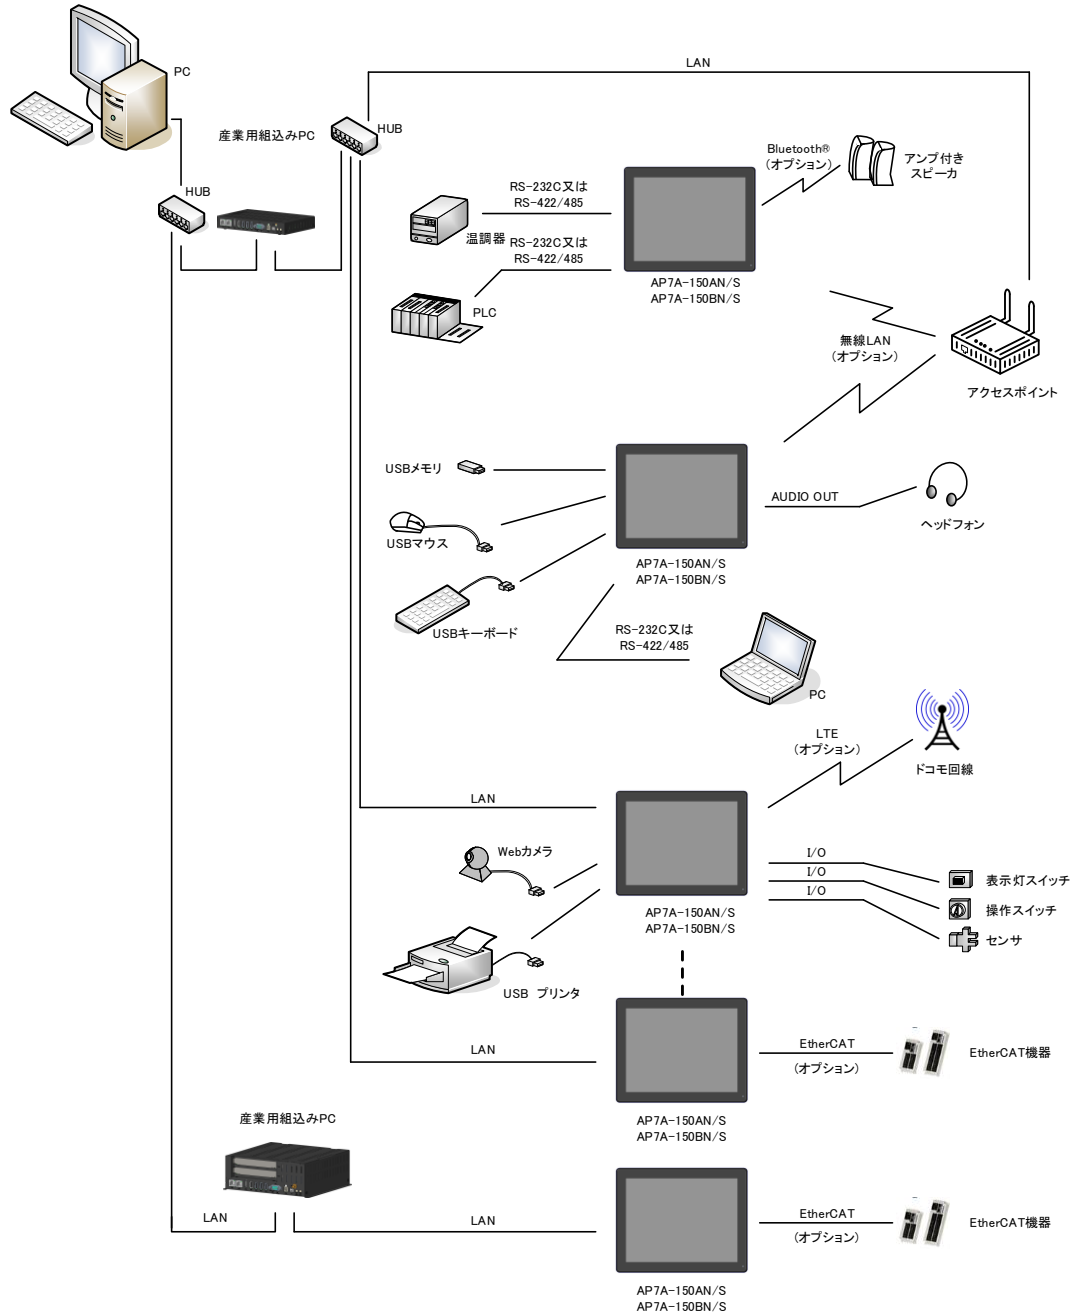 PC
LAN
産業用組込みPC
HUB
HUB
Bluetooth®
(オプション)
アンプ付き
スピーカ
RS-232C又は
RS-422/485
温調器
RS-232C又は
RS-422/485
PLC
AP7A-150AN/S
AP7A-150BN/S
無線LAN
(オプション)
アクセスポイント
USBメモリ
USBマウス
USBキーボード
AUDIO OUT
ヘッドフォン
AP7A-150AN/S
AP7A-150BN/S
RS-232C又は
RS-422/485
PC
LTE
(オプション)
ドコモ回線
LAN
Webカメラ
I/O
I/O
I/O
表示灯スイッチ
操作スイッチ
センサ
AP7A-150AN/S
AP7A-150BN/S
USB プリンタ
LAN
EtherCAT
(オプション)
EtherCAT機器
AP7A-150AN/S
AP7A-150BN/S
産業用組込みPC
LAN
LAN
EtherCAT
(オプション)
EtherCAT機器
AP7A-150AN/S
AP7A-150BN/S